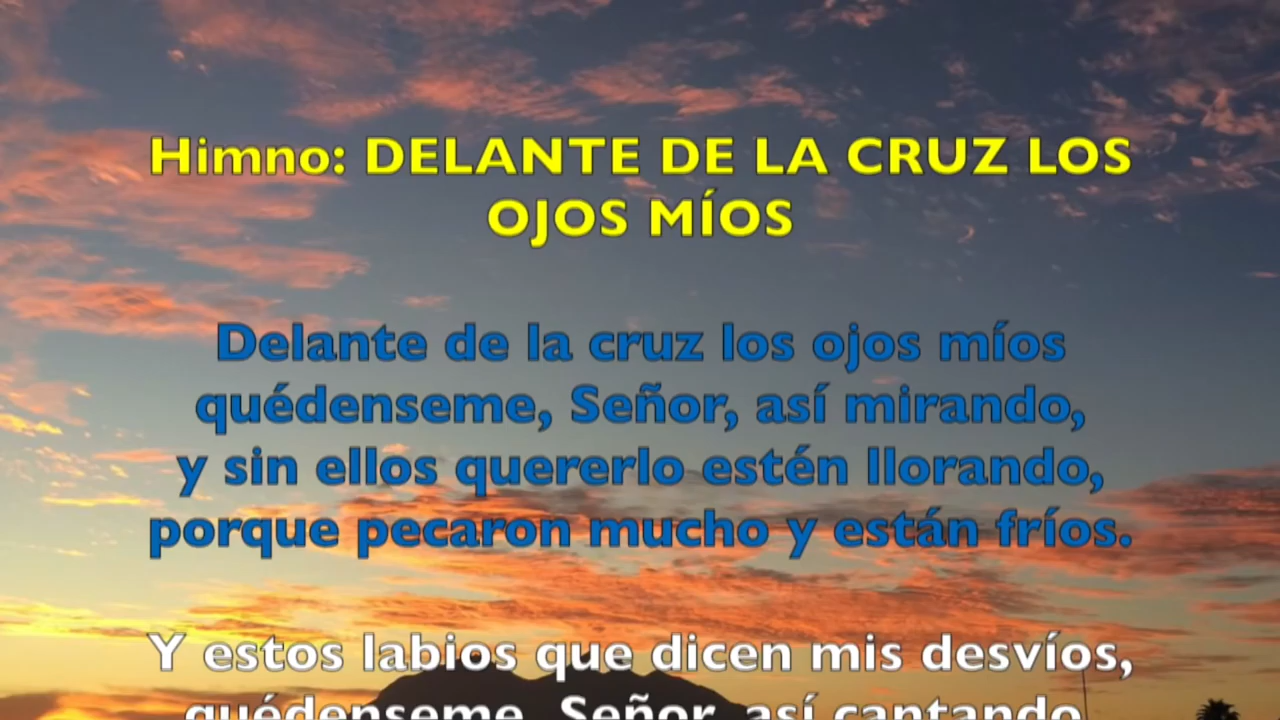 Himno: DELANTE DE LA CRUZ LOS
OJOS MÍOS
Delante de la cruz los ojos míos
quédenseme, Señor, así mirando,
y sin ellos quererlo estén llorando,
porque pecaron mucho y están fríos.
Y estos labios que dicen mis desvíos,
quédenseme, Señor, así cantando